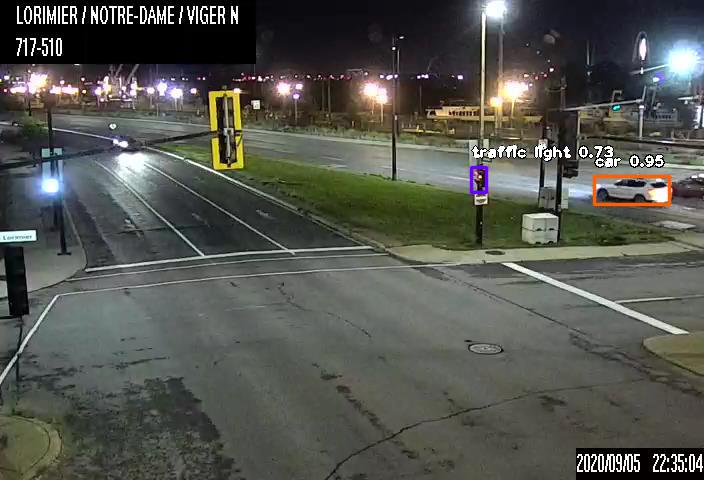 LORIMIER / NOTRE-DAME / VIGER N
717-510
traffic light 0.73
car 0.95
Lorimier
2020/09/05 22:35:04